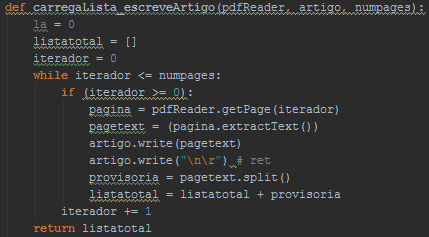 def carregaLista_escreveArtigo(pdfReader, artigo, numpages):
    la = 0
    listatotal = []
    iterador = 0
    while iterador <= numpages:
        if (iterador >= 0):
            pagina = pdfReader.getPage(iterador)
            pagetext = (pagina.extractText())
            artigo.write(pagetext)
            artigo.write("\n\r") # ret
            provisoria = pagetext.split()
            listatotal = listatotal + provisoria
        iterador += 1
    return listatotal